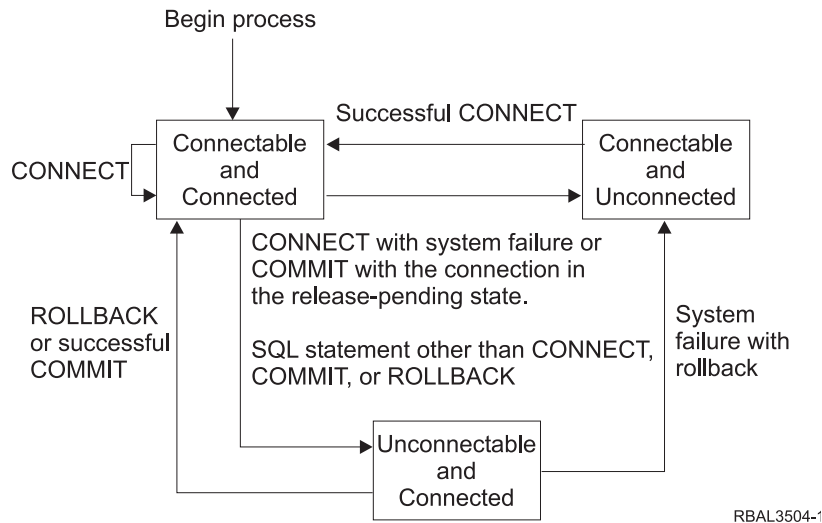 Begin process
Successful CONNECT
Connectable
and
Connected
Connectable
and
Unconnected
CONNECT
CONNECT with system failure or
COMMIT with the connection in
the release-pending state.
ROLLBACK
or successful
COMMIT
SQL statement other than CONNECT,
COMMIT, or ROLLBACK
System
failure with
rollback
Unconnectable
and
Connected
RBAL3504-1